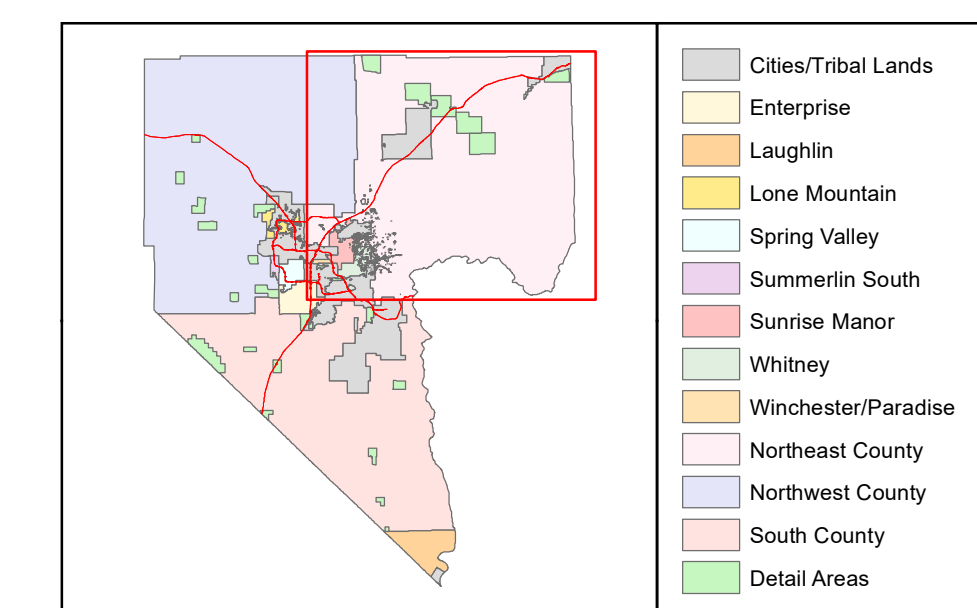 Cities/Tribal Lands
Enterprise
Laughlin
Lone Mountain
Spring Valley
Summerlin South
Sunrise Manor
Whitney
Winchester/Paradise
Northeast County
Northwest County
South County
Detail Areas